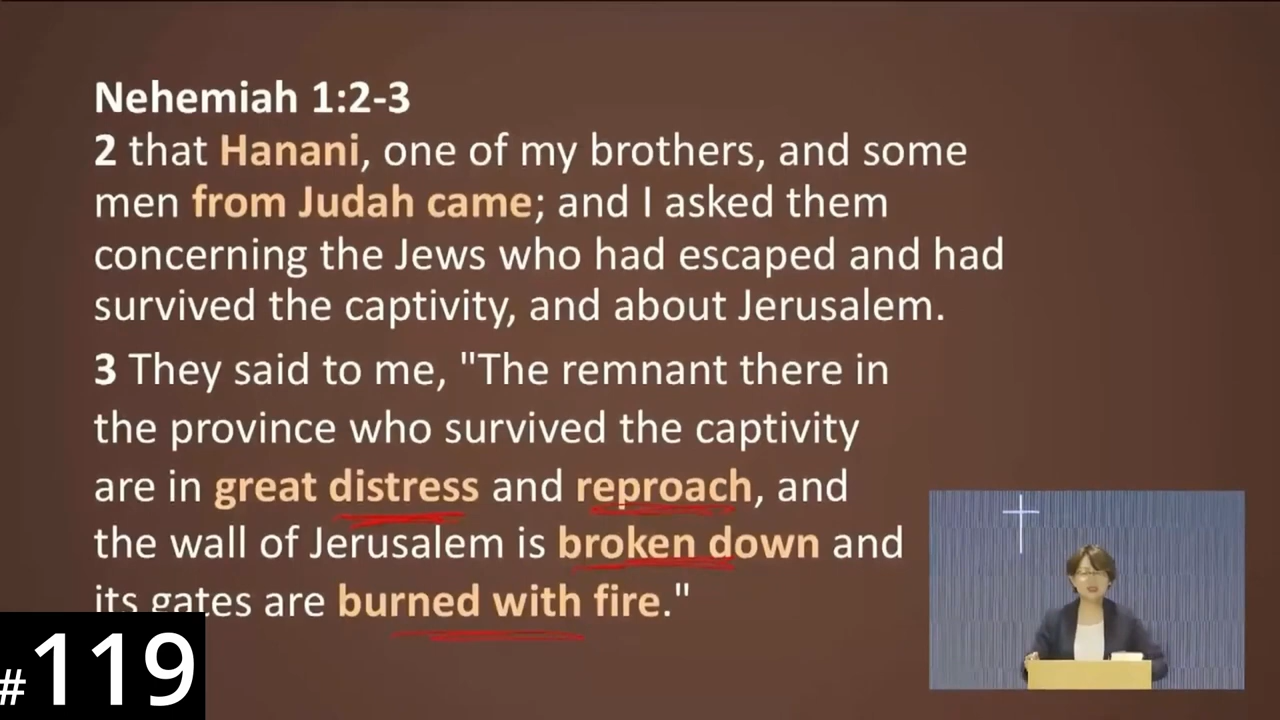 Nehemiah 1:2-3
2 that Hanani, one of my brothers, and some
men from Judah came; and I asked them
concerning the Jews who had escaped and had
survived the captivity, and about Jerusalem.
3 They said to me, "The remnant there in
the province who survived the captivity
are in great distress and reproach, and
the wall of Jerusalem is broken down and
its gates are burned with fire."
#119